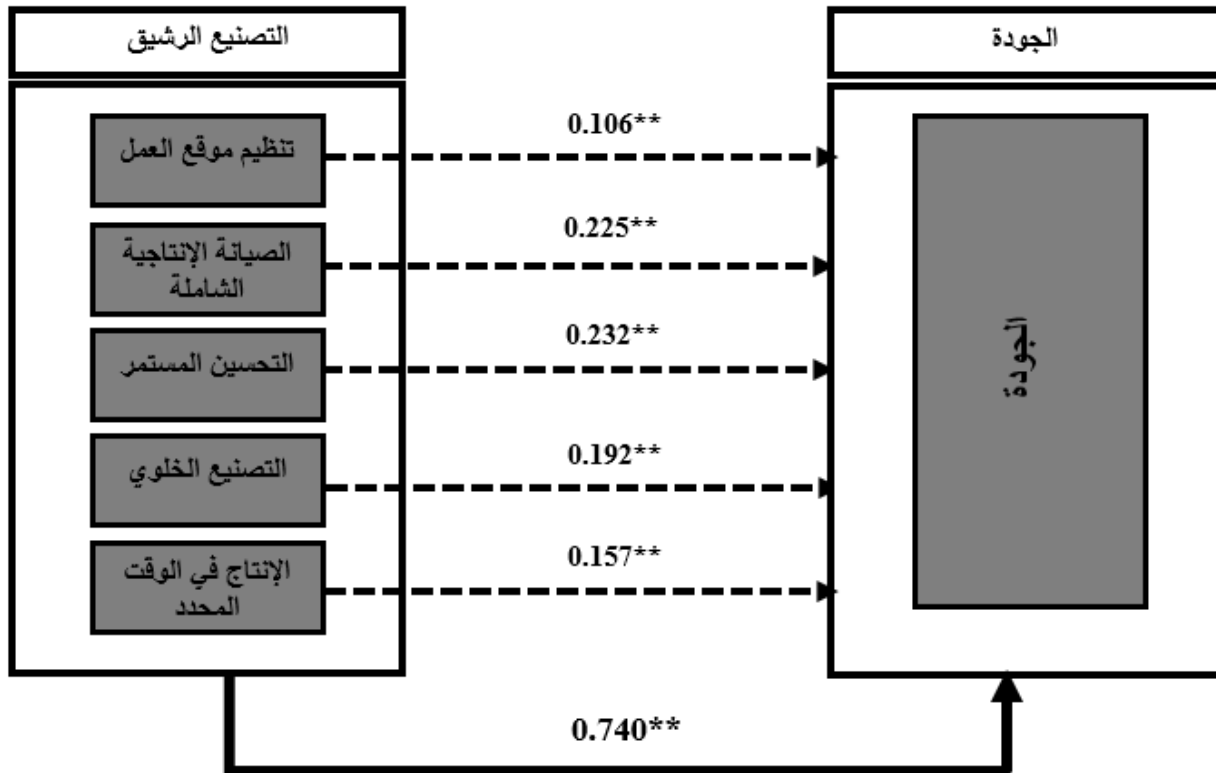 التصنيع الرشيق
الجودة
تنظيم موقع العمل
0.106**
الصيانة الإنتاجية
الشاملة
0.225**
التحسين المستمر
0.232**
التصنيع الخلوي
0.192**
الإنتاج في الوقت
المحدد
0.157**
الجودة
0.740**